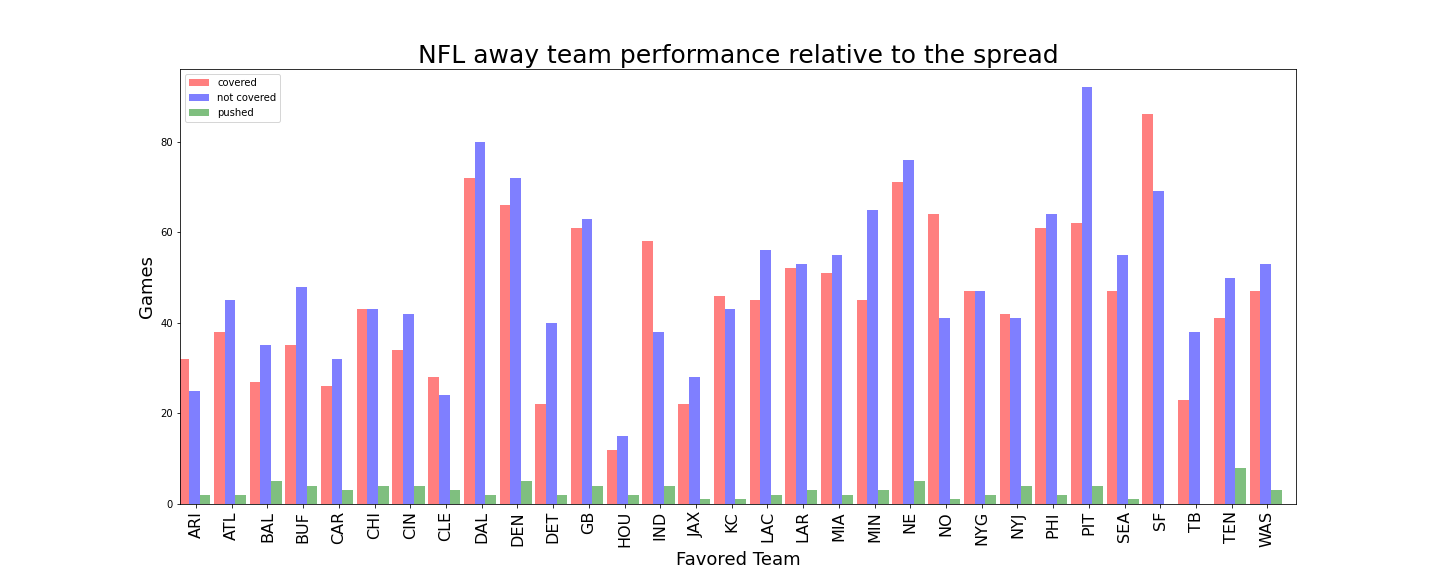 NFL away team performance relative to the spread
covered
not covered
pushed
80
60
40
20
0
Games
ARI ATL BAL BUF CAR CHI CIN CLE DAL DEN DET GB HOU IND JAX KC LAC LAR MIA MIN NE NO NYG NYJ PHI PIT SEA SF TB TEN WAS
Favored Team